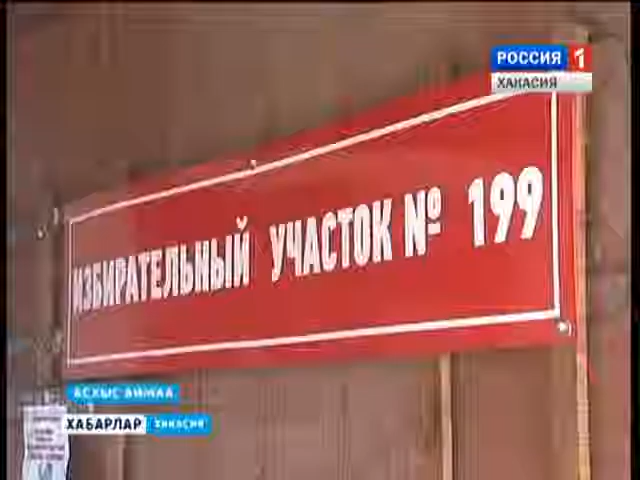 РОССИЯ 1
ХАКАСИЯ
ИЗБИРАТЕЛЬНЫЙ УЧАСТОК № 199
АСХЫС АЙМАА
ХАБАРЛАР ХАКАСИЯ